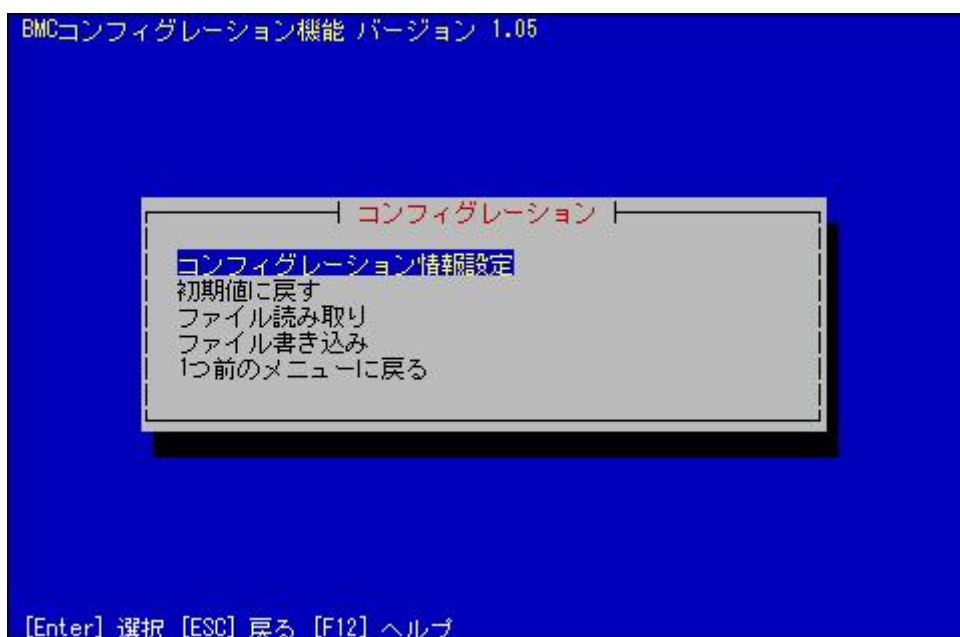 BMCコンフィグレーション機能 バージョン 1.05
コンフィグレーション
コンフィグレーション情報設定
初期値に戻す
ファイル読み取り
ファイル書き込み
1つ前のメニューに戻る
[Enter] 選択 [ESC] 戻る [F12] ヘルプ